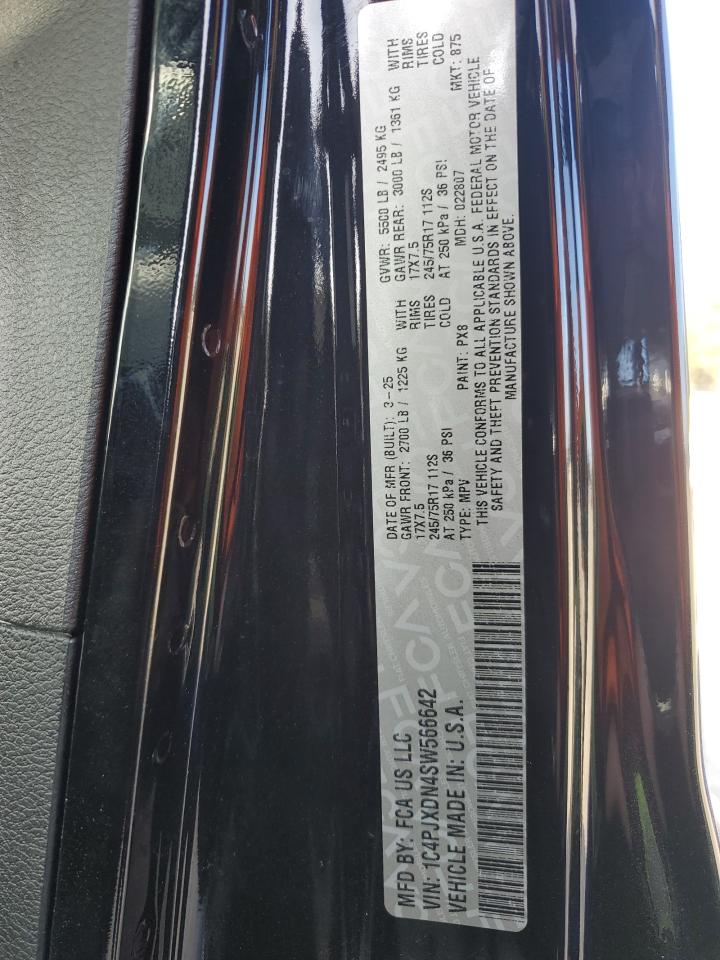 MFD BY: FCA US LLC
VIN: 1C4PJXDN4SW566642
VEHICLE MADE IN: U.S.A.
DATE OF MFR (BUILT): 3-25 GVWR: 5500 LB / 2495 KG
GAWR FRONT: 2700 LB / 1225 KG WITH GAWR REAR: 3000 LB / 1361 KG WITH
17X7.5 RIMS 17X7.5 RIMS
245/75R17 112S TIRES 245/75R17 112S TIRES
AT 250 kPa / 36 PSI COLD AT 250 kPa / 36 PSI COLD
TYPE: MPV PAINT: PX8 MDH: 022807 MKT: 875
THIS VEHICLE CONFORMS TO ALL APPLICABLE U.S.A. FEDERAL MOTOR VEHICLE
SAFETY AND THEFT PREVENTION STANDARDS IN EFFECT ON THE DATE OF
MANUFACTURE SHOWN ABOVE.
FCA